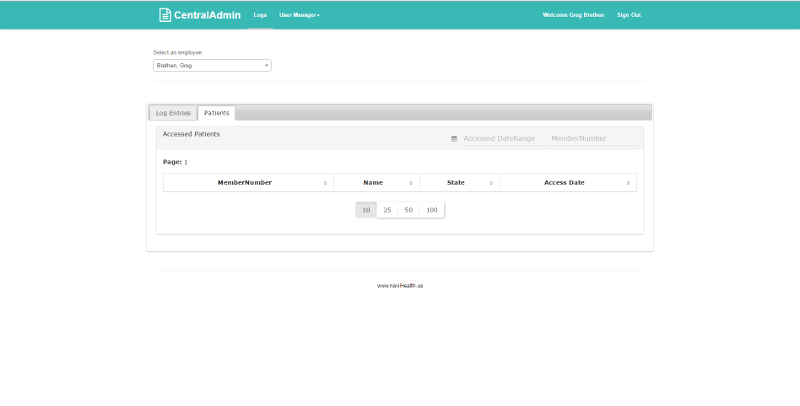 CentralAdmin Logs User Manager Welcome Greg Brethen Sign Out
Select an employee
Brethen, Greg
Log Entries Patients
Accessed Patients Accessed DateRange MemberNumber
Page: 1
MemberNumber Name State Access Date
10 25 50 100
www.naviHealth.us